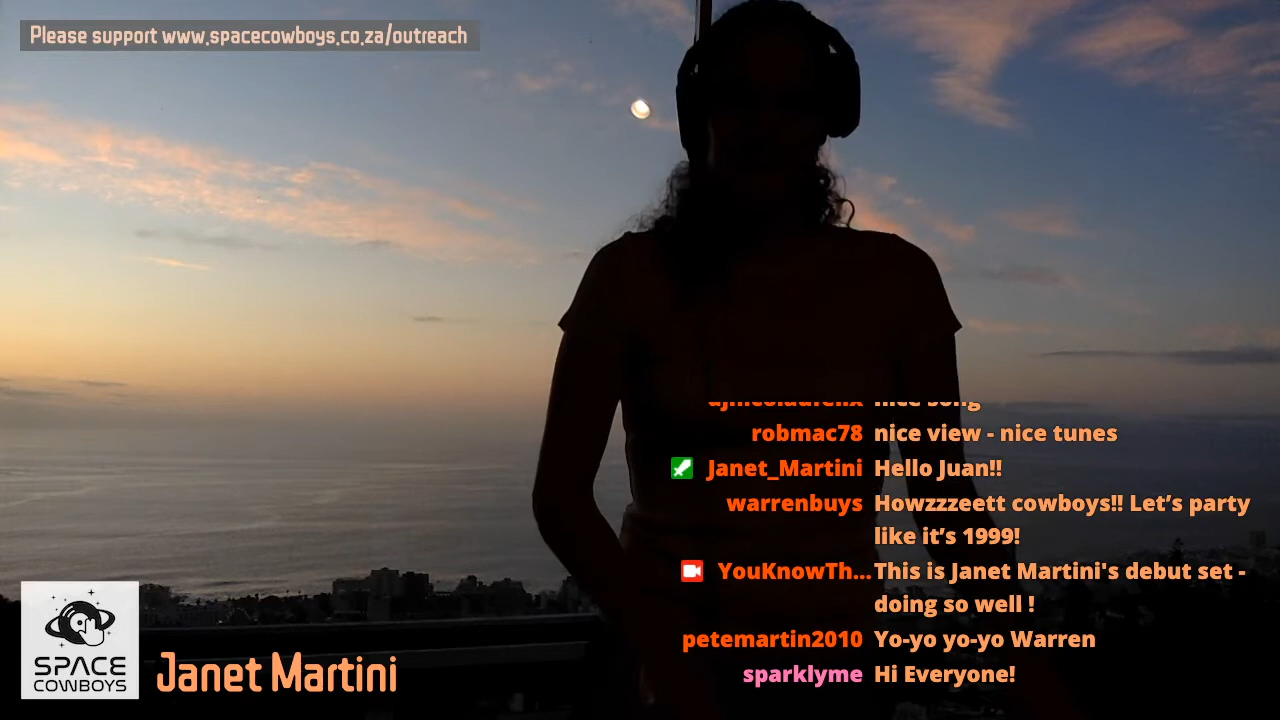 Please support www.spacecowboys.co.za/outreach
nice song
robmac78 nice view - nice tunes
Janet_Martini Hello Juan!!
warrenbuys Howzzzeett cowboys!! Let’s party
like it’s 1999!
YouKnowTh... This is Janet Martini's debut set -
doing so well !
petemartin2010 Yo-yo yo-yo Warren
sparklyme Hi Everyone!
SPACE
COWBOYS
Janet Martini